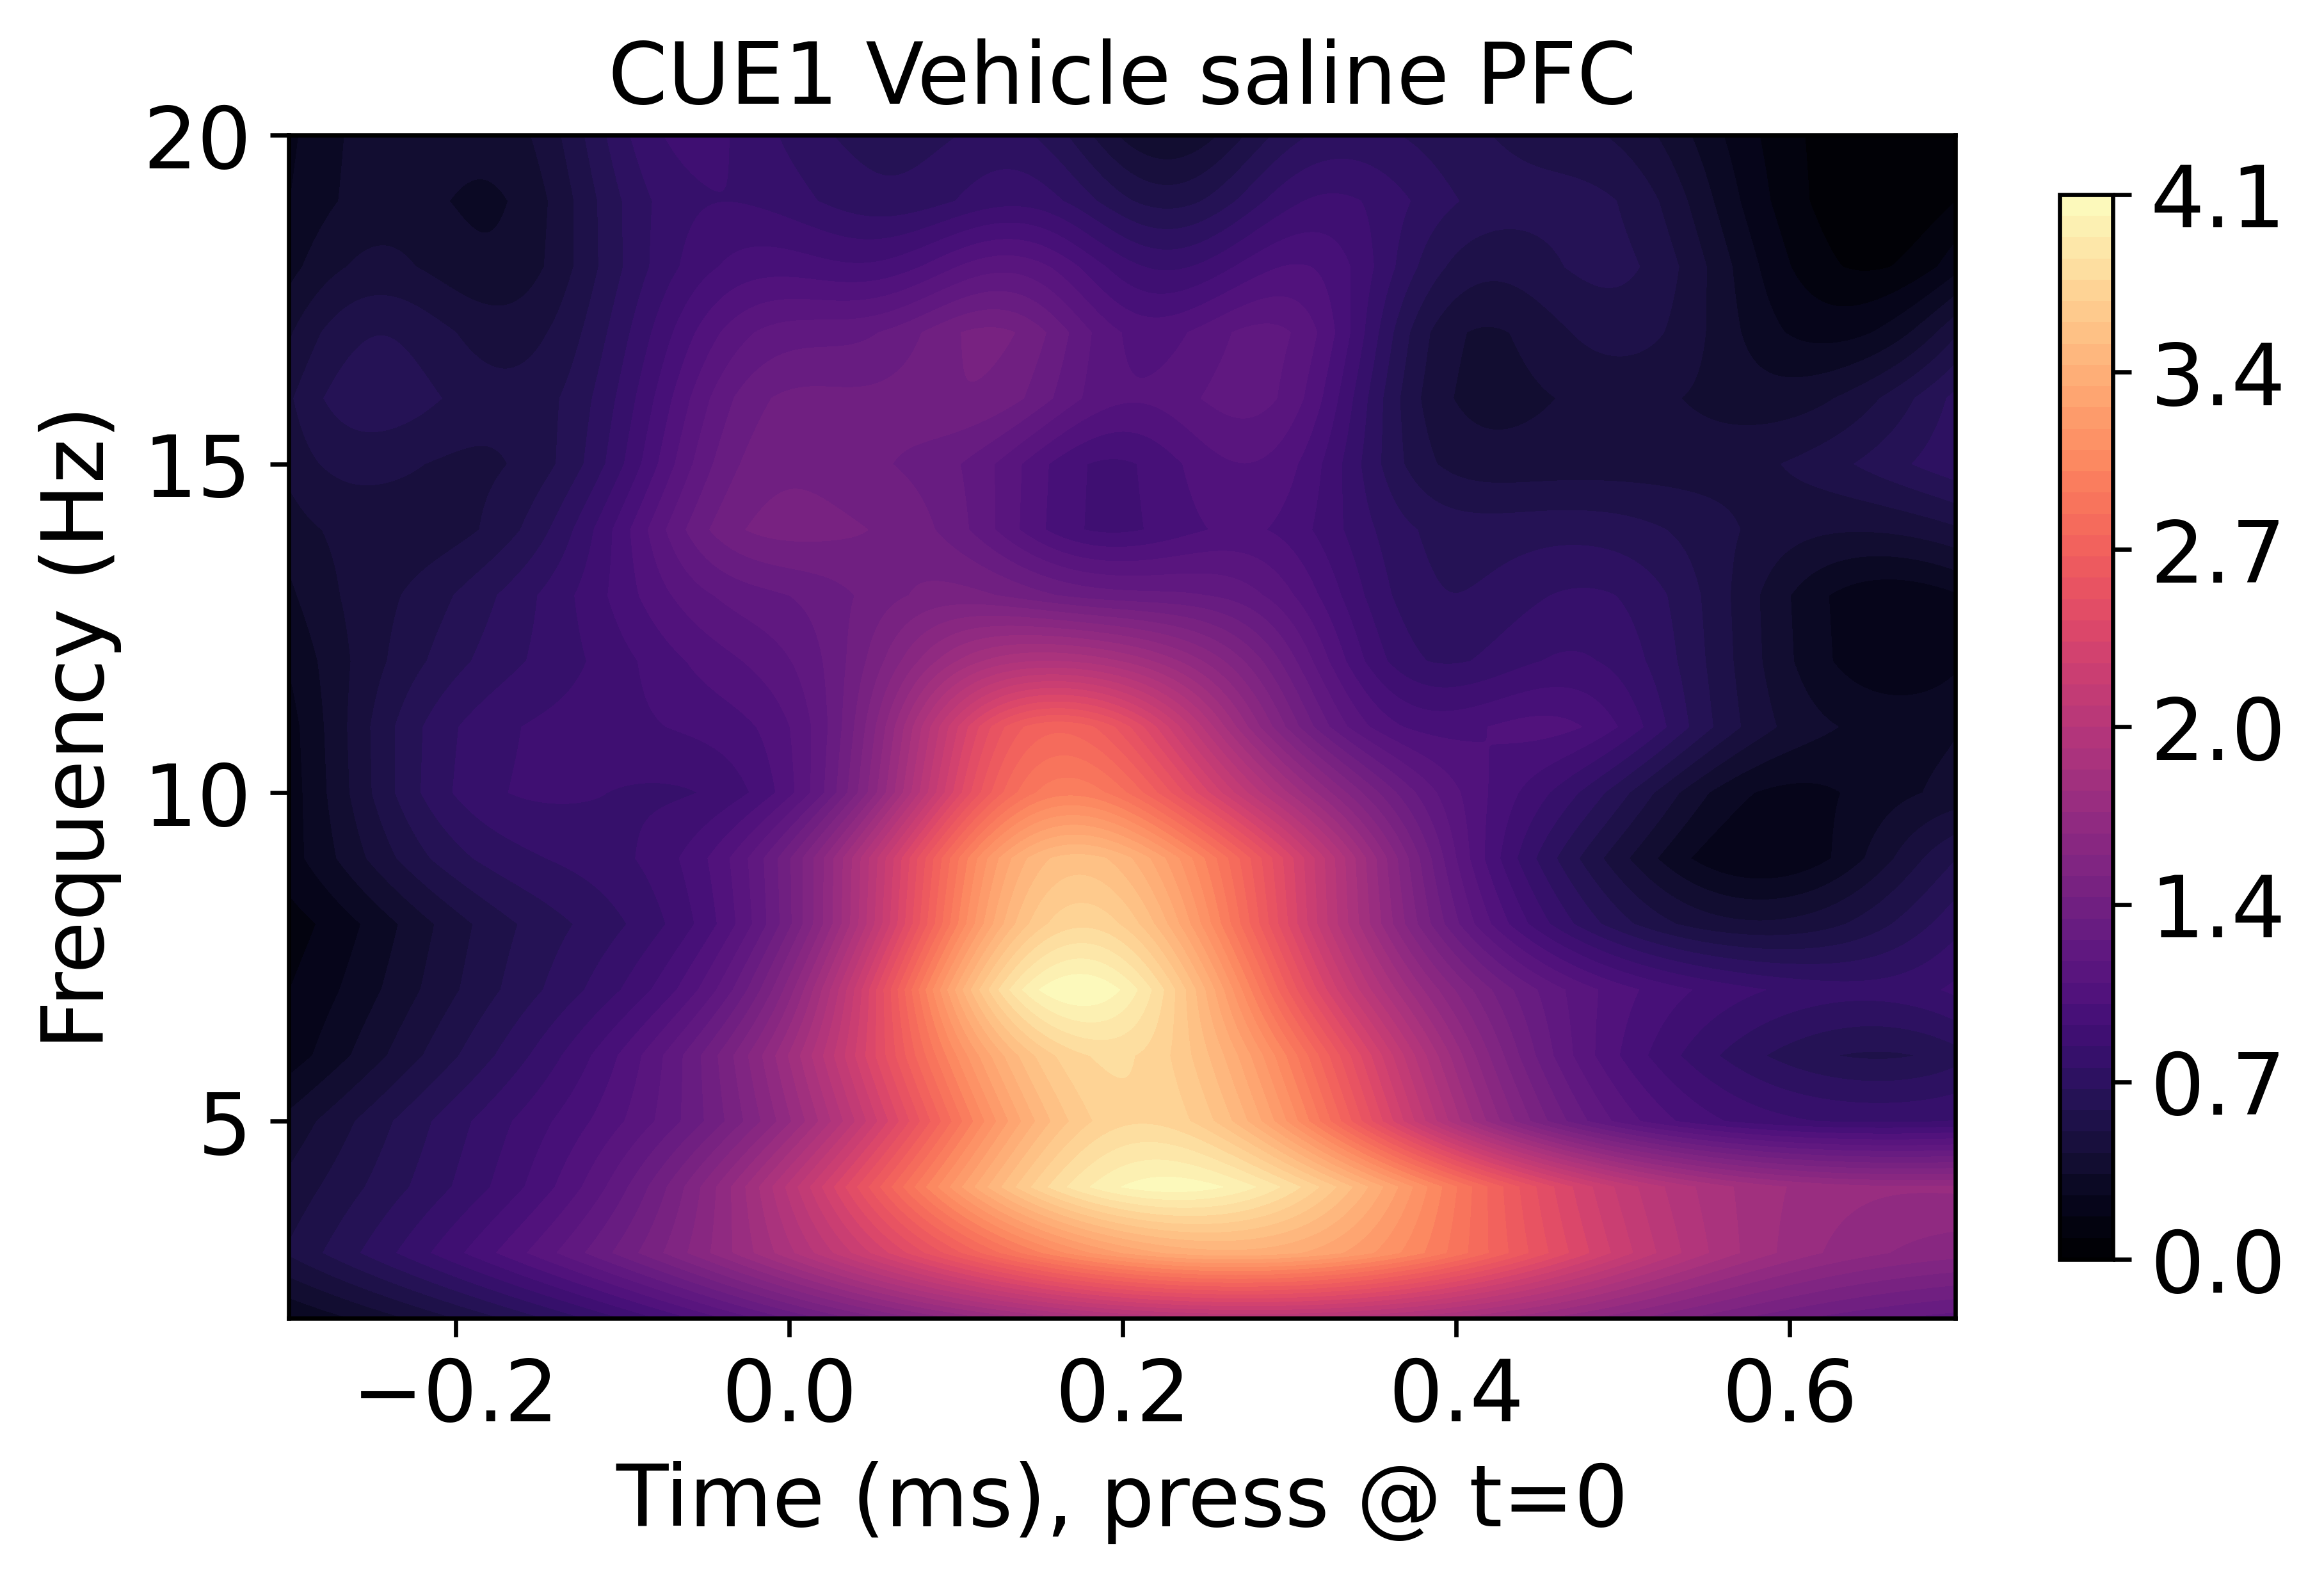 CUE1 Vehicle saline PFC
20
15
10
5
Frequency (Hz)
−0.2 0.0 0.2 0.4 0.6
Time (ms), press @ t=0
4.1
3.4
2.7
2.0
1.4
0.7
0.0